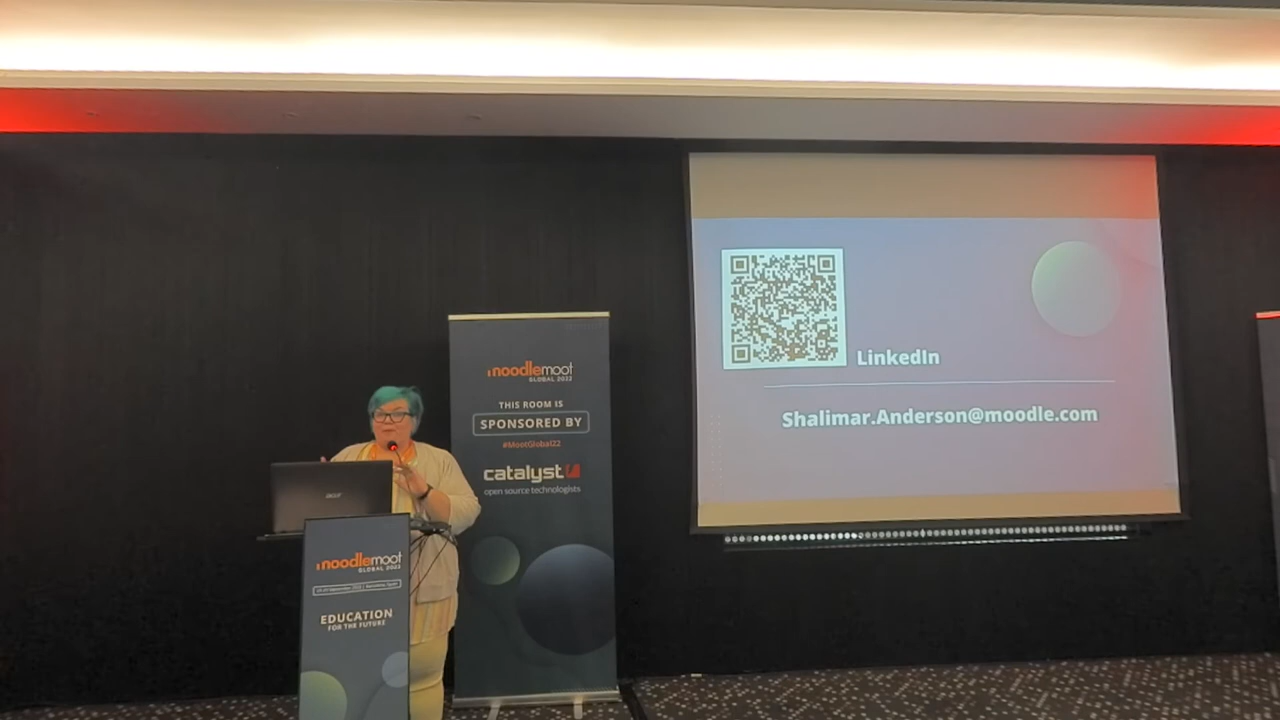 LinkedIn
Shalimar.Anderson@moodle.com
moodlemoot
GLOBAL 2022
THIS ROOM IS
SPONSORED BY
#MootGlobal22
catalyst
open source technologists
acer
moodlemoot
GLOBAL 2022
EDUCATION
FOR THE FUTURE